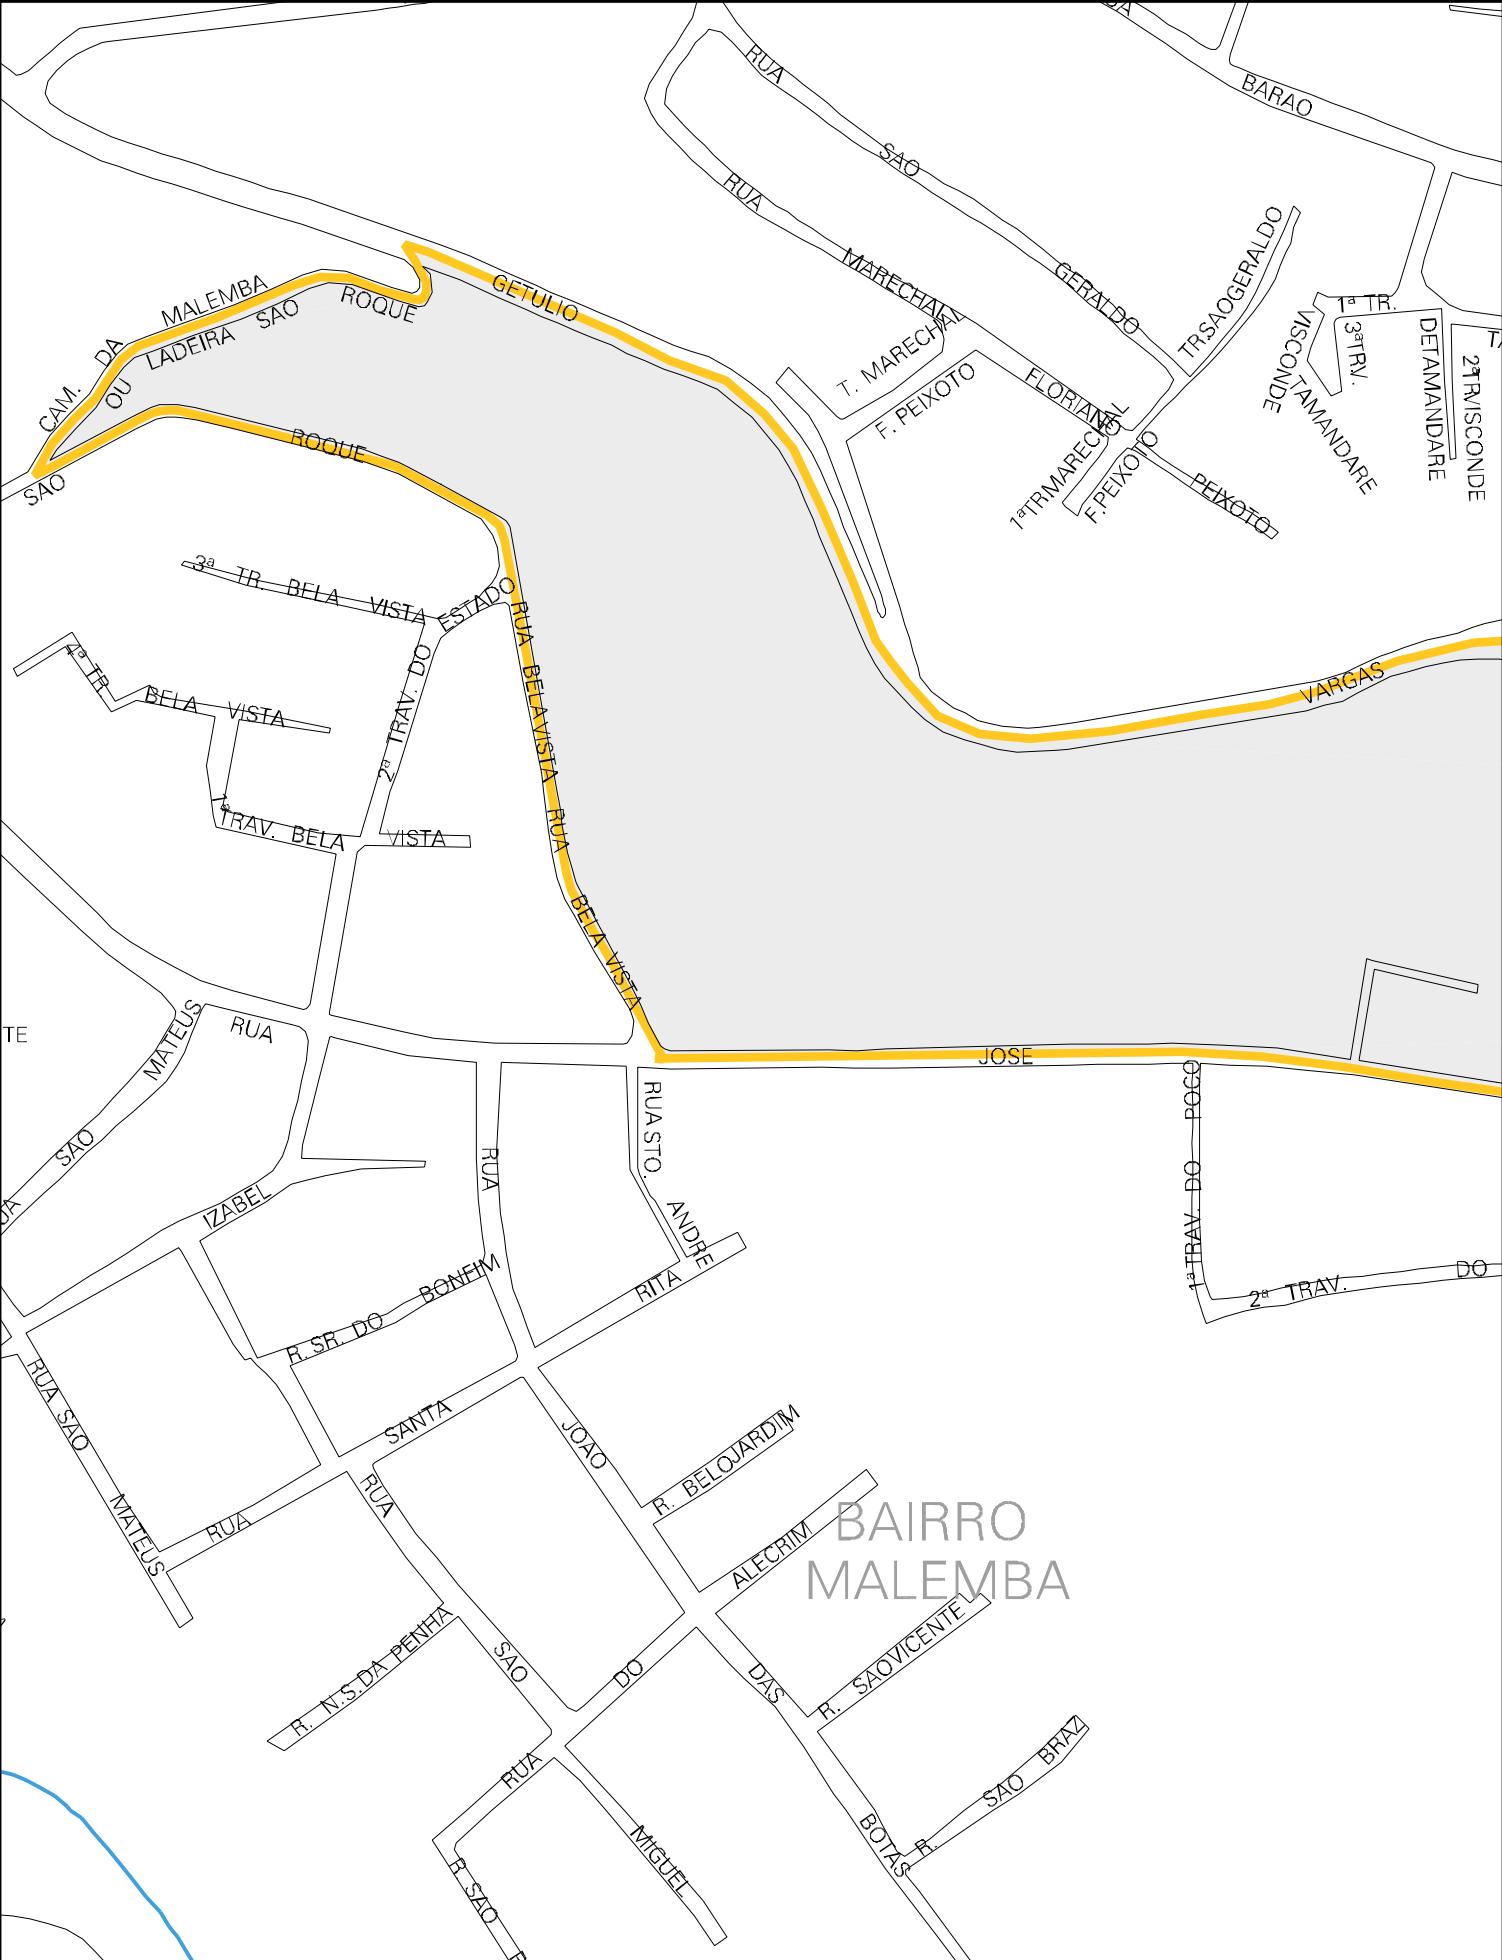 RUA
SAO
GERALDO
BARAO
RUA
MARECHAL
FLORIANO
PEIXOTO
TR.SAOGERALDO
1ª TR.
3ªTRV.
VISCONDE
TAMANDARE
DETAMANDARE
2ªTRVISCONDE
T. MARECHAL
F. PEIXOTO
1ªTRMARECHAL
F.PEIXOTO
CAM. DA MALEMBA
OU LADEIRA SAO ROQUE
GETULIO
VARGAS
SAO
ROQUE
3ª TR. BELA VISTA
ESTADO
2ª TRAV. DO
4ª TR.
BELA VISTA
1ª TRAV. BELA VISTA
RUA BELAVISTA
RUA
BELA VISTA
TE
SAO MATEUS
RUA
IZABEL
JOSE
RUA STO. ANDRE
RUA
1ª TRAV. DO POCO
2ª TRAV. DO
R. SR. DO BONFIM
RITA
SANTA
RUA
RUA SAO MATEUS
JOAO
R. BELOJARDIM
ALECRIM
BAIRRO
MALEMBA
RUA
SAO
MIGUEL
R. N.S.DA PENHA
DO
RUA
DAS
BOTAS
R. SAOVICENTE
R. SAO BRAZ
R SAO